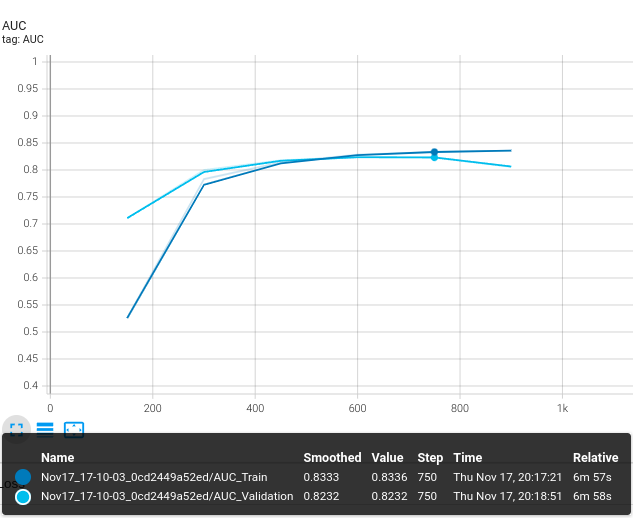 AUC
tag: AUC
1
0.95
0.9
0.85
0.8
0.75
0.7
0.65
0.6
0.55
0.5
0.45
0.4
0 200 400 600 800 1k
Name Smoothed Value Step Time Relative
Nov17_17-10-03_0cd2449a52ed/AUC_Train 0.8333 0.8336 750 Thu Nov 17, 20:17:21 6m 57s
Nov17_17-10-03_0cd2449a52ed/AUC_Validation 0.8232 0.8232 750 Thu Nov 17, 20:18:51 6m 58s